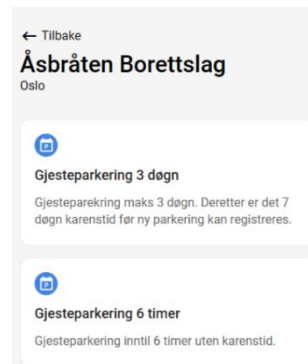 ← Tilbake
Åsbråten Borettslag
Oslo
Gjesteparkering 3 døgn
Gjesteparekring maks 3 døgn. Deretter er det 7
døgn karenstid før ny parkering kan registreres.
Gjesteparkering 6 timer
Gjesteparkering inntil 6 timer uten karenstid.